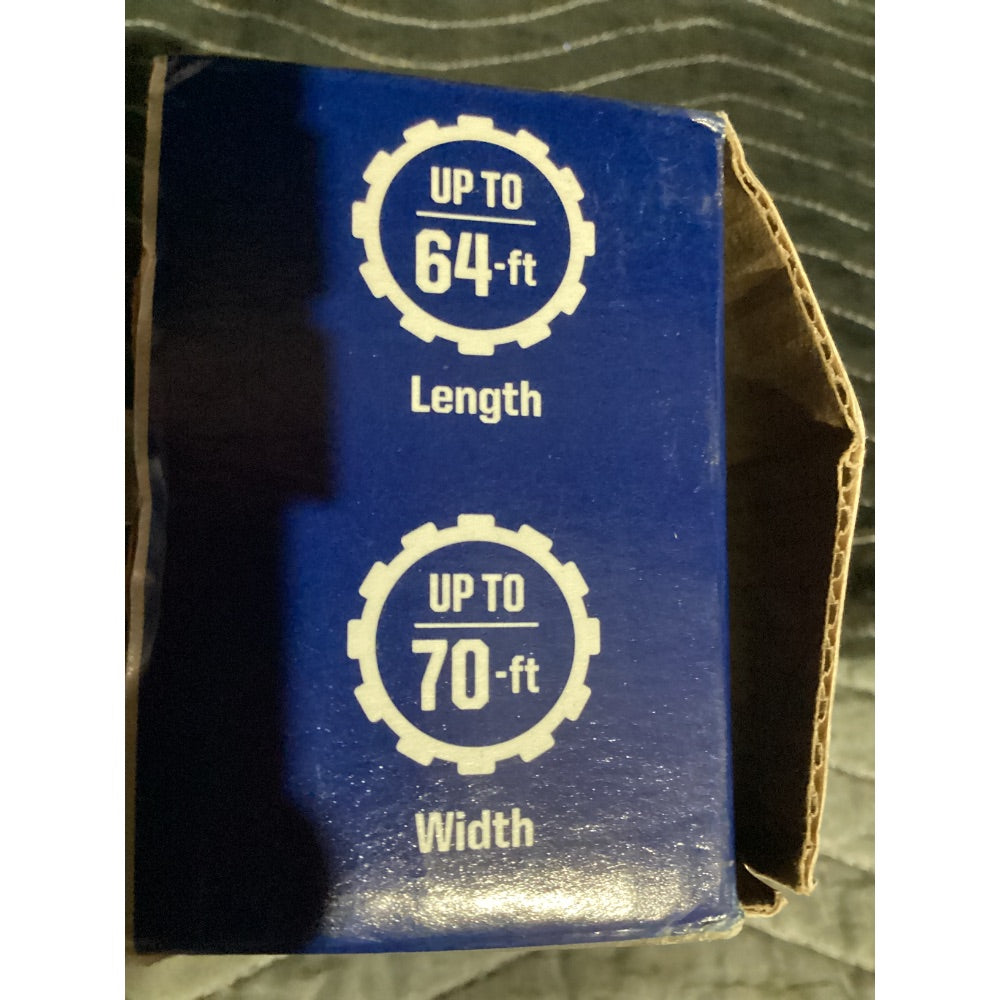 UP TO
64-ft
Length
UP TO
70-ft
Width